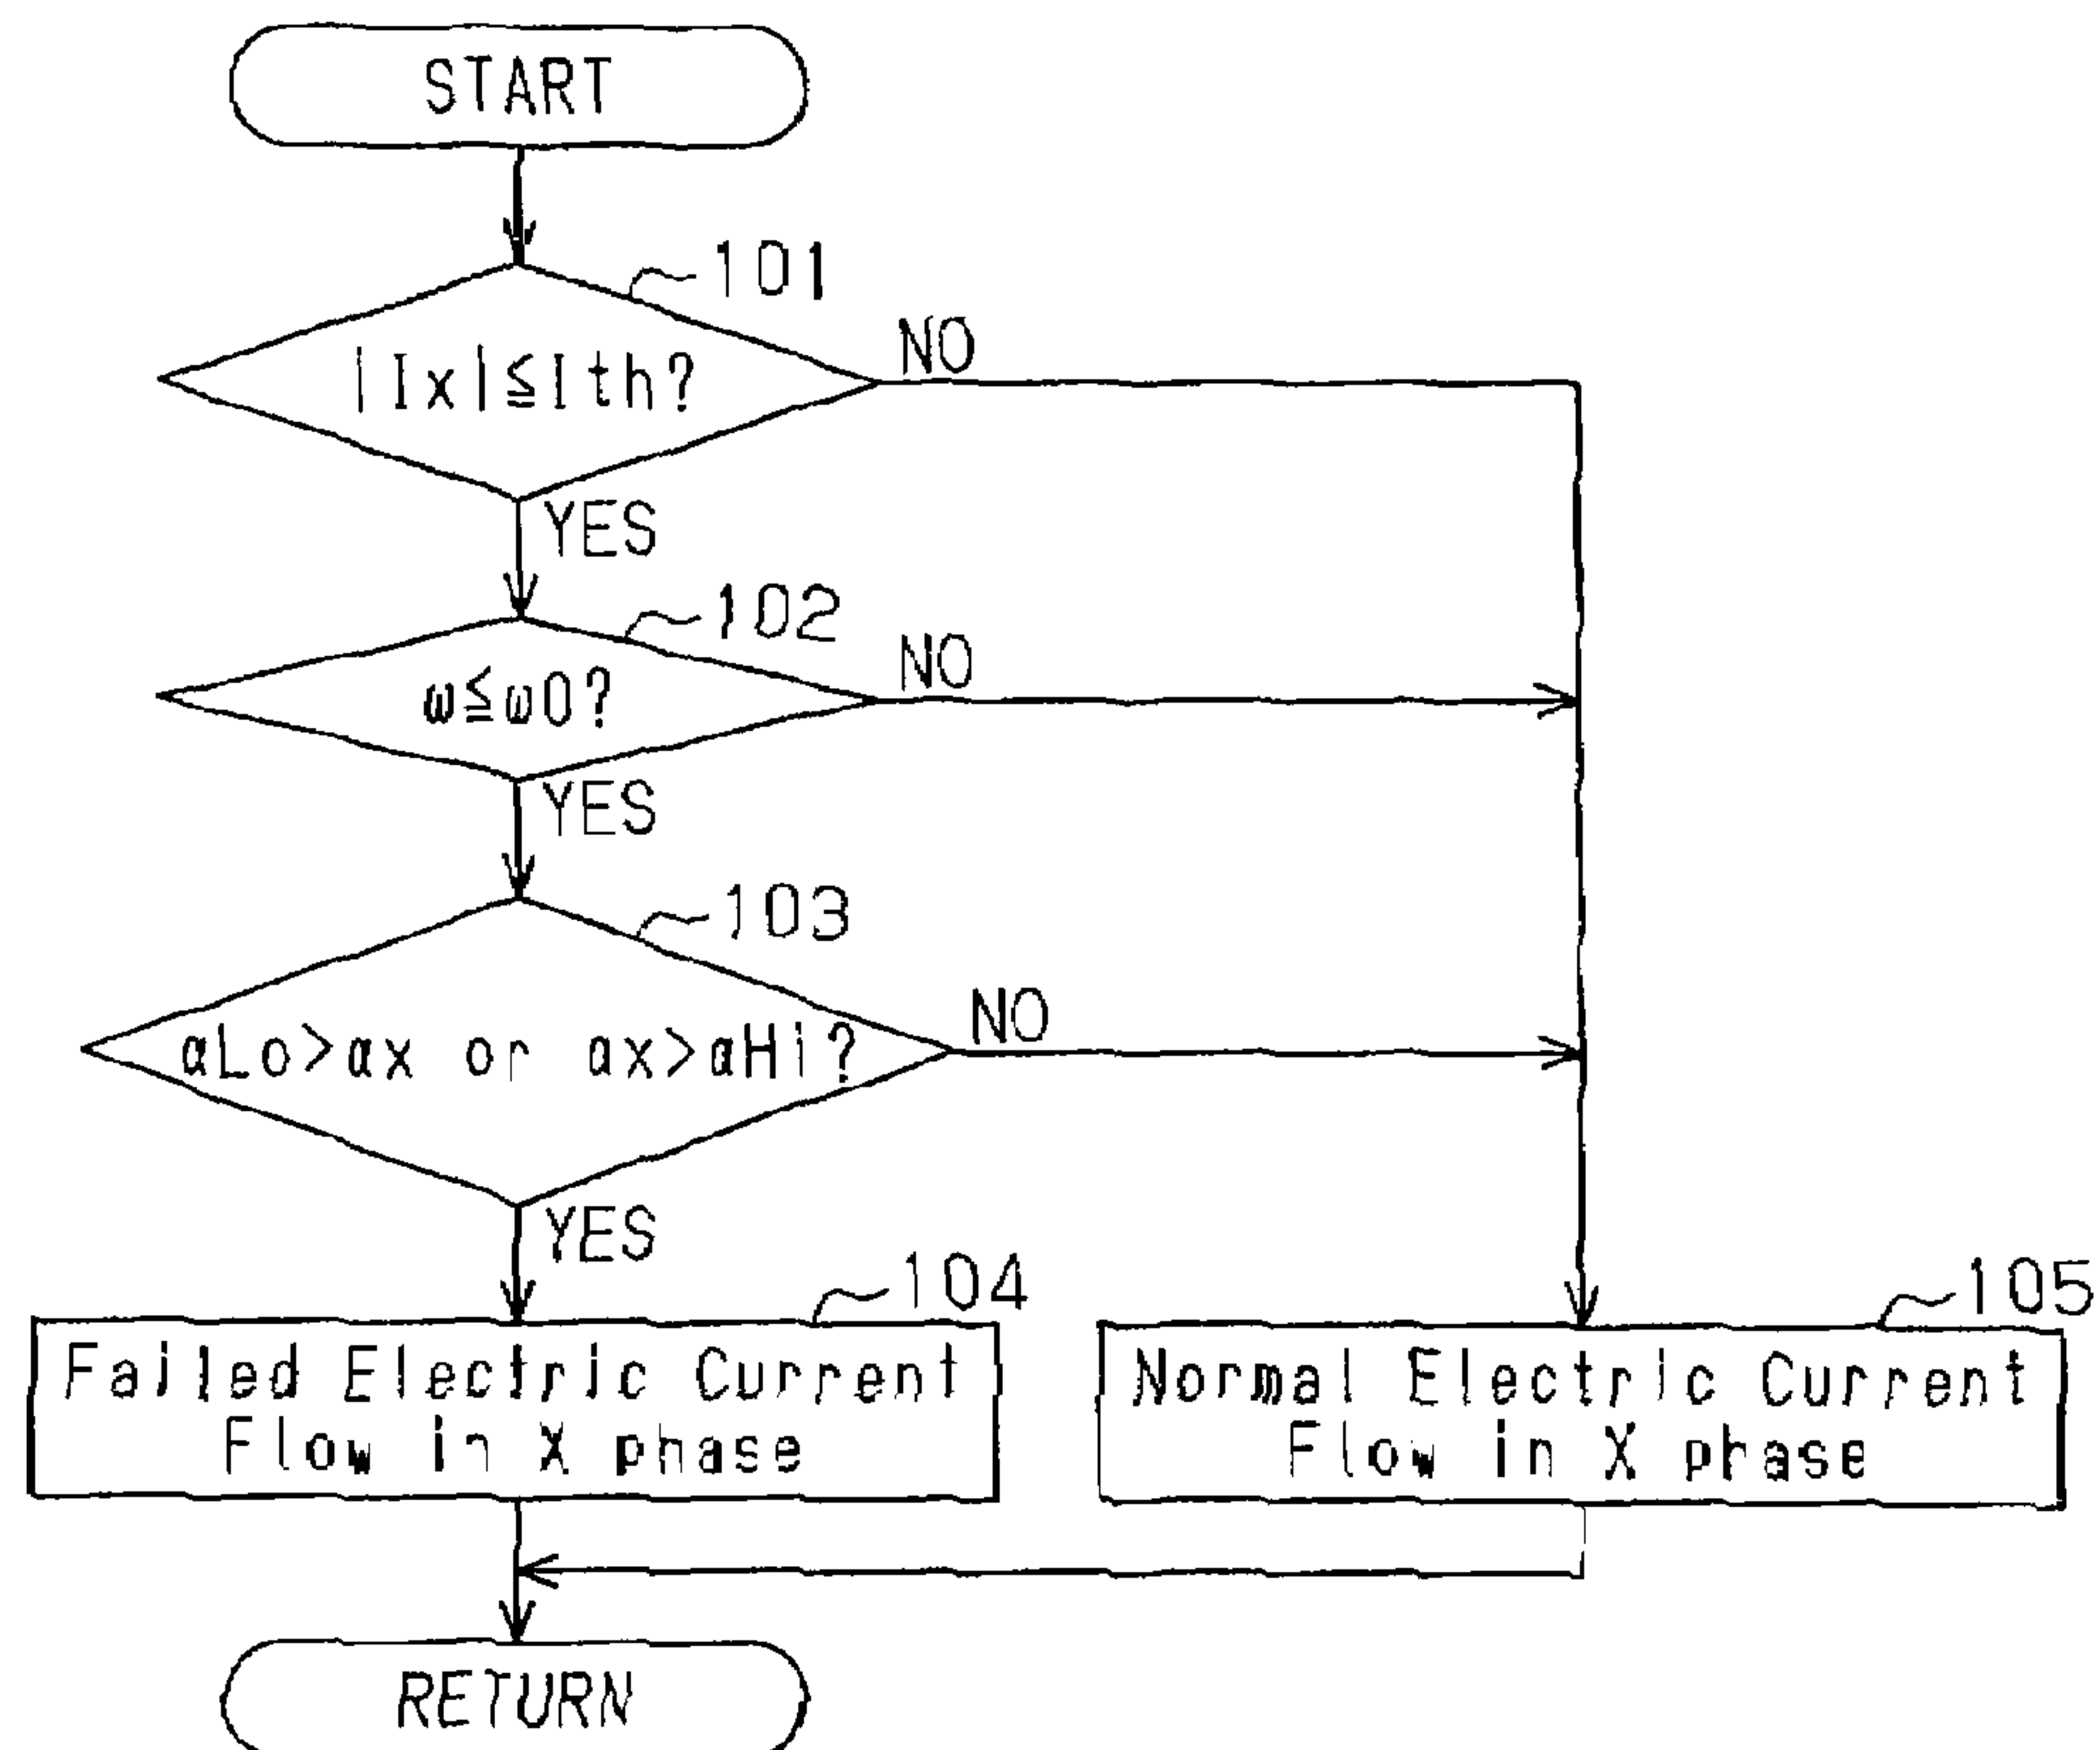 START
101
|Ix|≦Ith?
NO
YES
102
ω≦ω0?
NO
YES
103
αLo>αx or αx>αHi?
NO
YES
104
Failed Electric Current
Flow in X phase
105
Normal Electric Current
Flow in X phase
RETURN